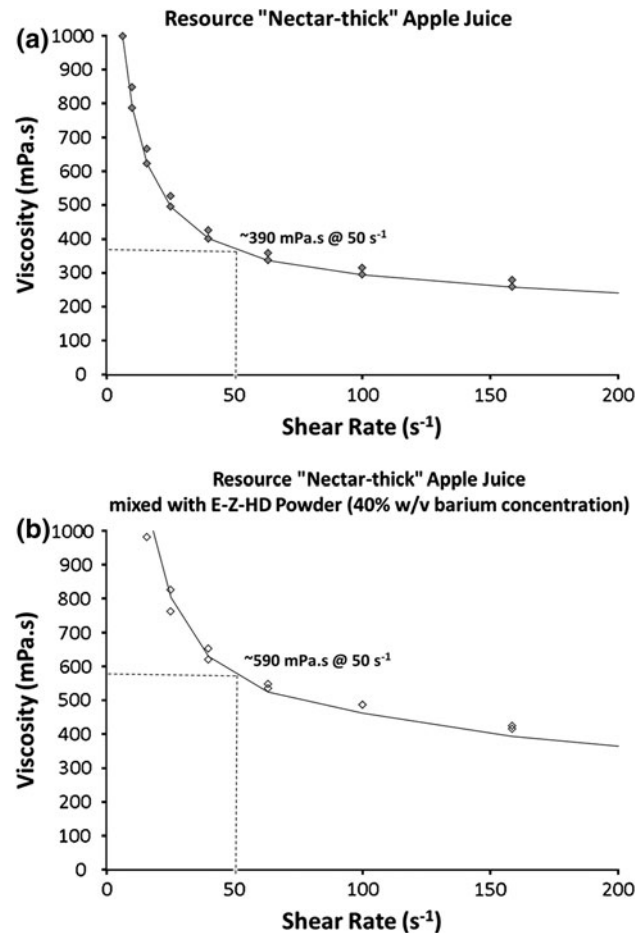 Resource "Nectar-thick" Apple Juice
(a)
1000
900
800
700
600
500
400
300
200
100
0
Viscosity (mPa.s)
~390 mPa.s @ 50 s-1
0
50
100
150
200
Shear Rate (s-1)
Resource "Nectar-thick" Apple Juice
mixed with E-Z-HD Powder (40% w/v barium concentration)
(b)
1000
900
800
700
600
500
400
300
200
100
0
Viscosity (mPa.s)
~590 mPa.s @ 50 s-1
0
50
100
150
200
Shear Rate (s-1)